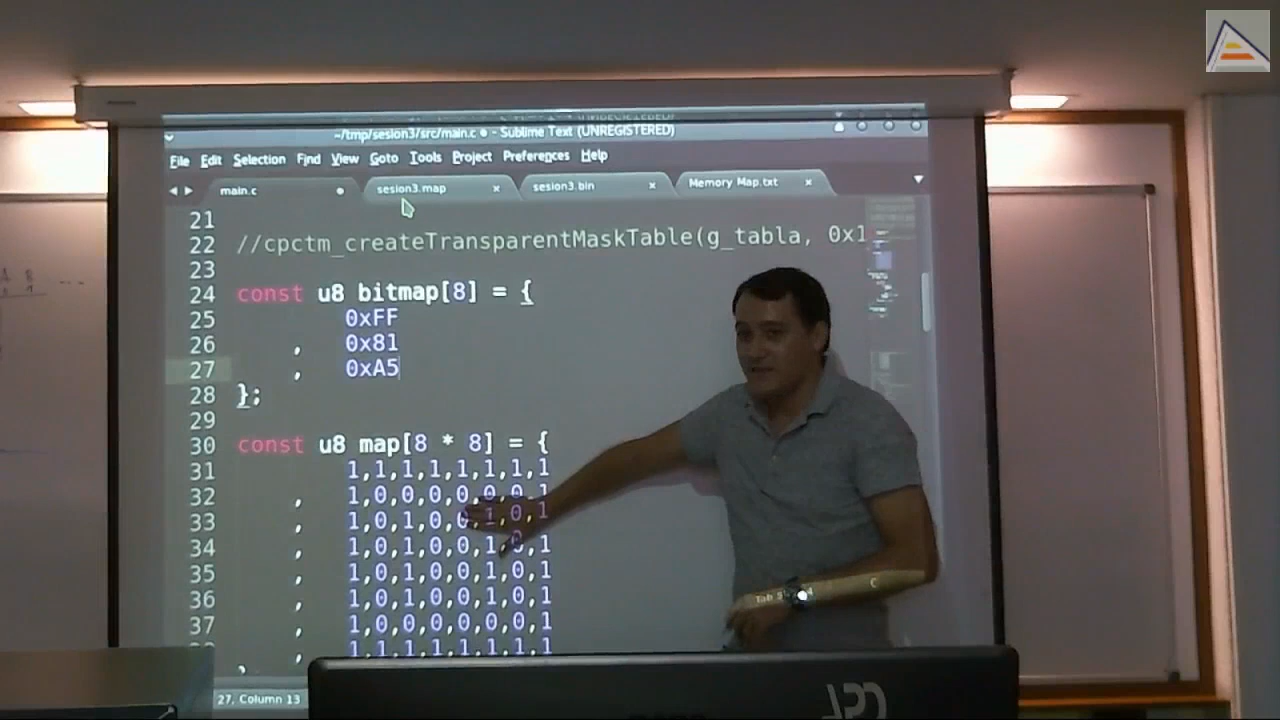 ~/tmp/sesion3/src/main.c • - Sublime Text (UNREGISTERED)
File Edit Selection Find View Goto Tools Project Preferences Help
main.c sesion3.map sesion3.bin Memory Map.txt
21
22 //cpctm_createTransparentMaskTable(g_tabla, 0x1
23
24 const u8 bitmap[8] = {
25 0xFF
26 , 0x81
27 , 0xA5
28 };
29
30 const u8 map[8 * 8] = {
31 1,1,1,1,1,1,1,1
32 , 1,0,0,0,0,0,0,1
33 , 1,0,1,0,0,1,0,1
34 , 1,0,1,0,0,1,0,1
35 , 1,0,1,0,0,1,0,1
36 , 1,0,1,0,0,1,0,1
37 , 1,0,0,0,0,0,0,1
, 1,1,1,1,1,1,1,1
27, Column 13
Tab S
C